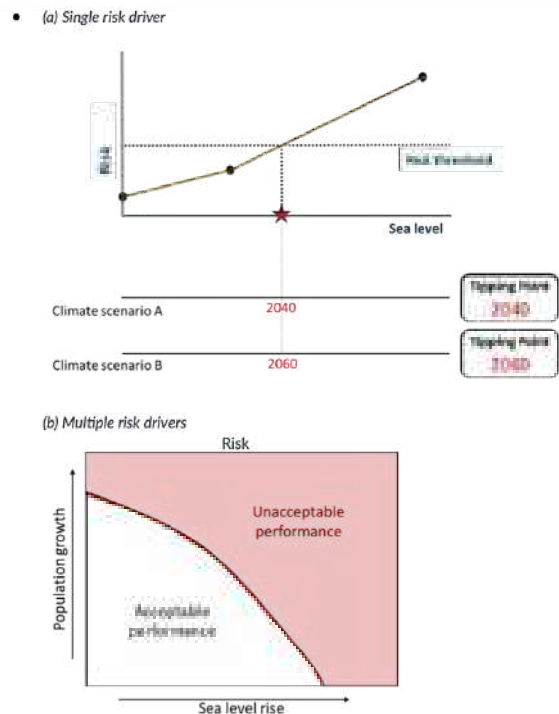 • (a) Single risk driver
Risk
Risk threshold
Sea level
Tipping Point
2040
Climate scenario A
2040
Tipping Point
2060
Climate scenario B
2060
(b) Multiple risk drivers
Risk
Unacceptable
performance
Population growth
Acceptable
performance
Sea level rise